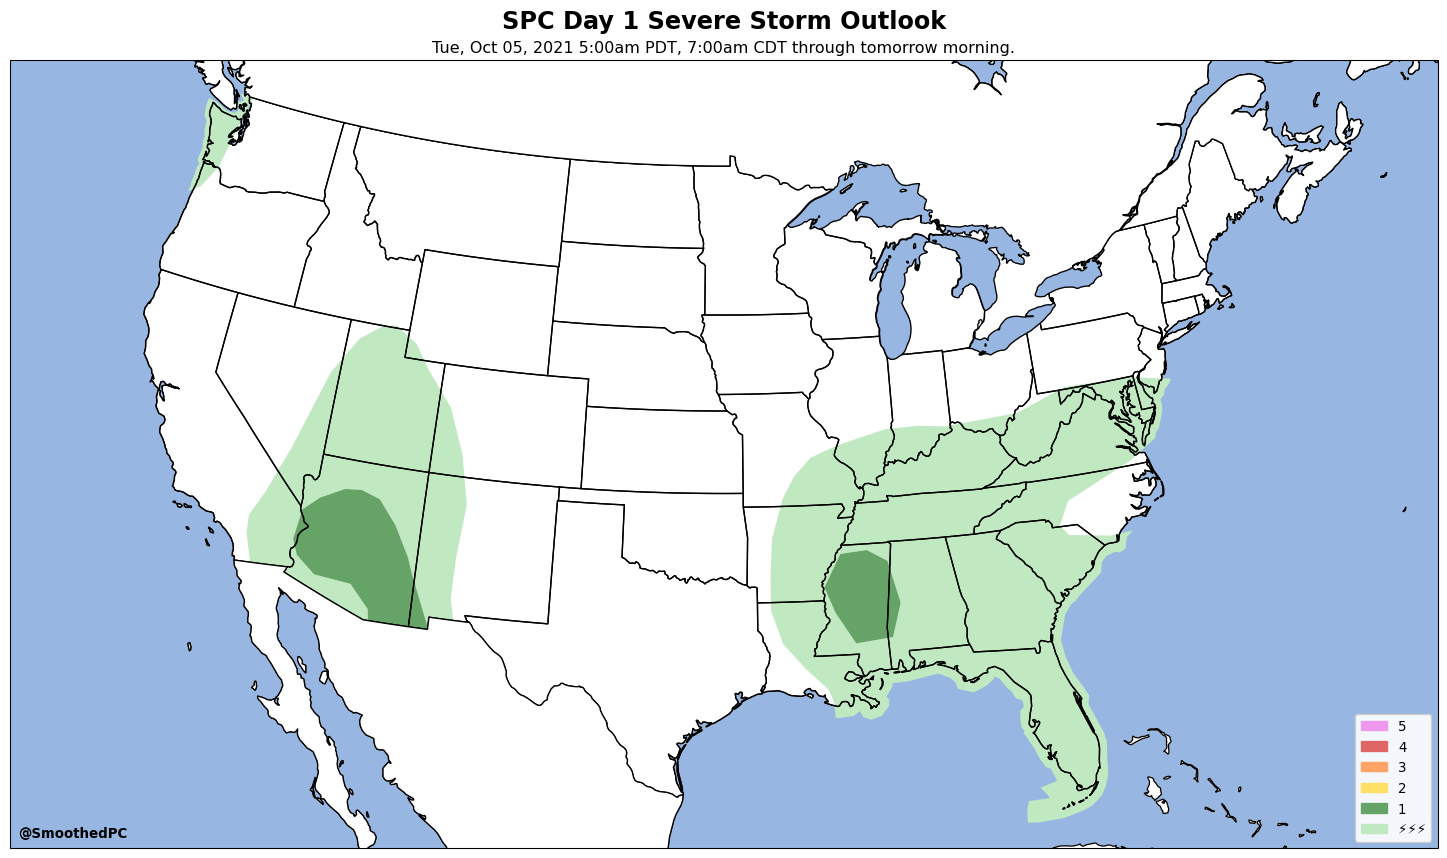 SPC Day 1 Severe Storm Outlook
Tue, Oct 05, 2021 5:00am PDT, 7:00am CDT through tomorrow morning.
5
4
3
2
1
⚡⚡⚡
@SmoothedPC